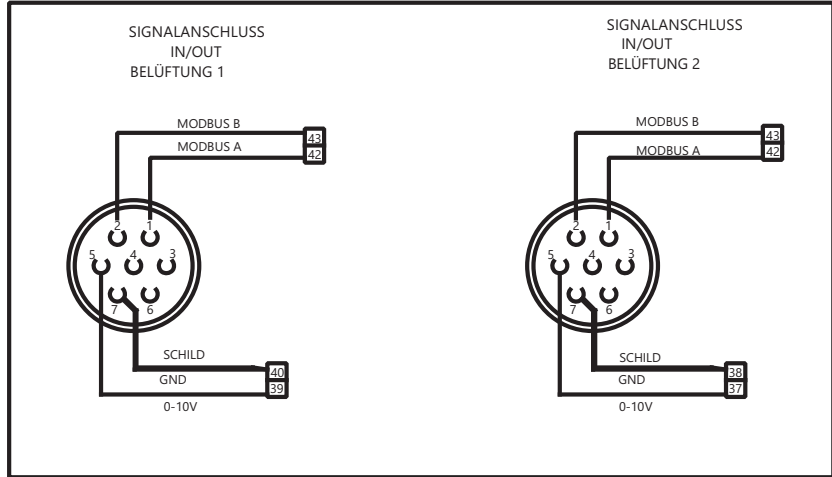 SIGNALANSCHLUSS
IN/OUT
BELÜFTUNG 1
MODBUS B
43
MODBUS A
42
2
1
5
4
3
7
6
SCHILD
40
GND
39
0-10V
SIGNALANSCHLUSS
IN/OUT
BELÜFTUNG 2
MODBUS B
43
MODBUS A
42
2
1
5
4
3
7
6
SCHILD
38
GND
37
0-10V